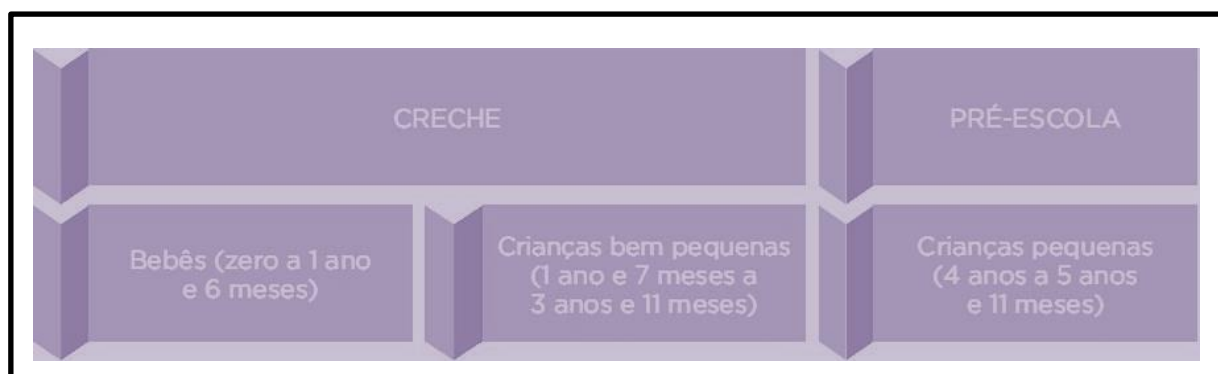 CRECHE
PRÉ-ESCOLA
Bebês (zero a 1 ano
e 6 meses)
Crianças bem pequenas
(1 ano e 7 meses a
3 anos e 11 meses)
Crianças pequenas
(4 anos a 5 anos
e 11 meses)